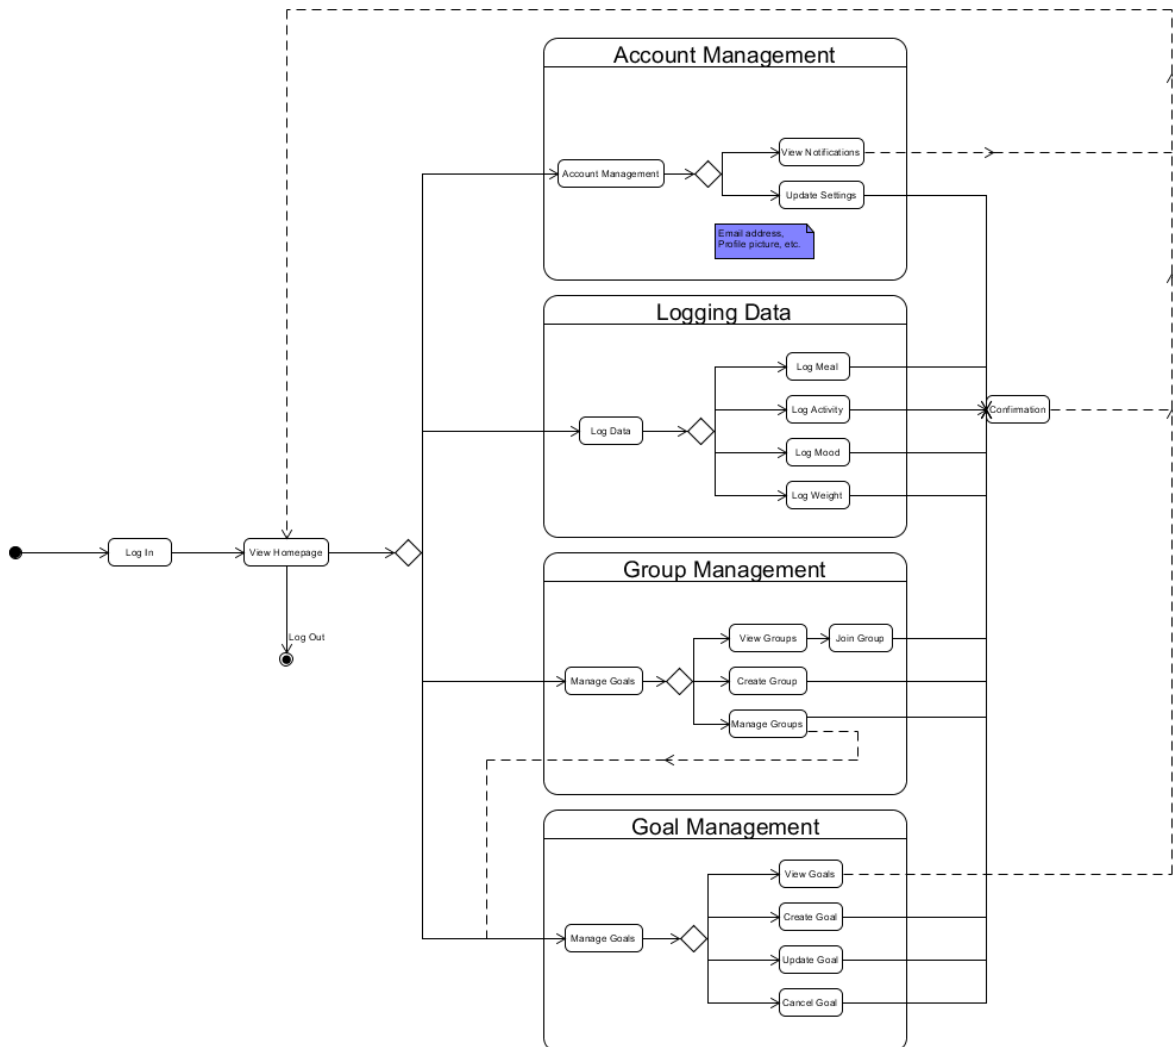 Account Management
View Notifications
Account Management
Update Settings
Email address,
Profile picture, etc.
Logging Data
Log Meal
Log Activity
Confirmation
Log Data
Log Mood
Log Weight
Log In
View Homepage
Log Out
Group Management
View Groups
Join Group
Manage Goals
Create Group
Manage Groups
Goal Management
View Goals
Create Goal
Manage Goals
Update Goal
Cancel Goal